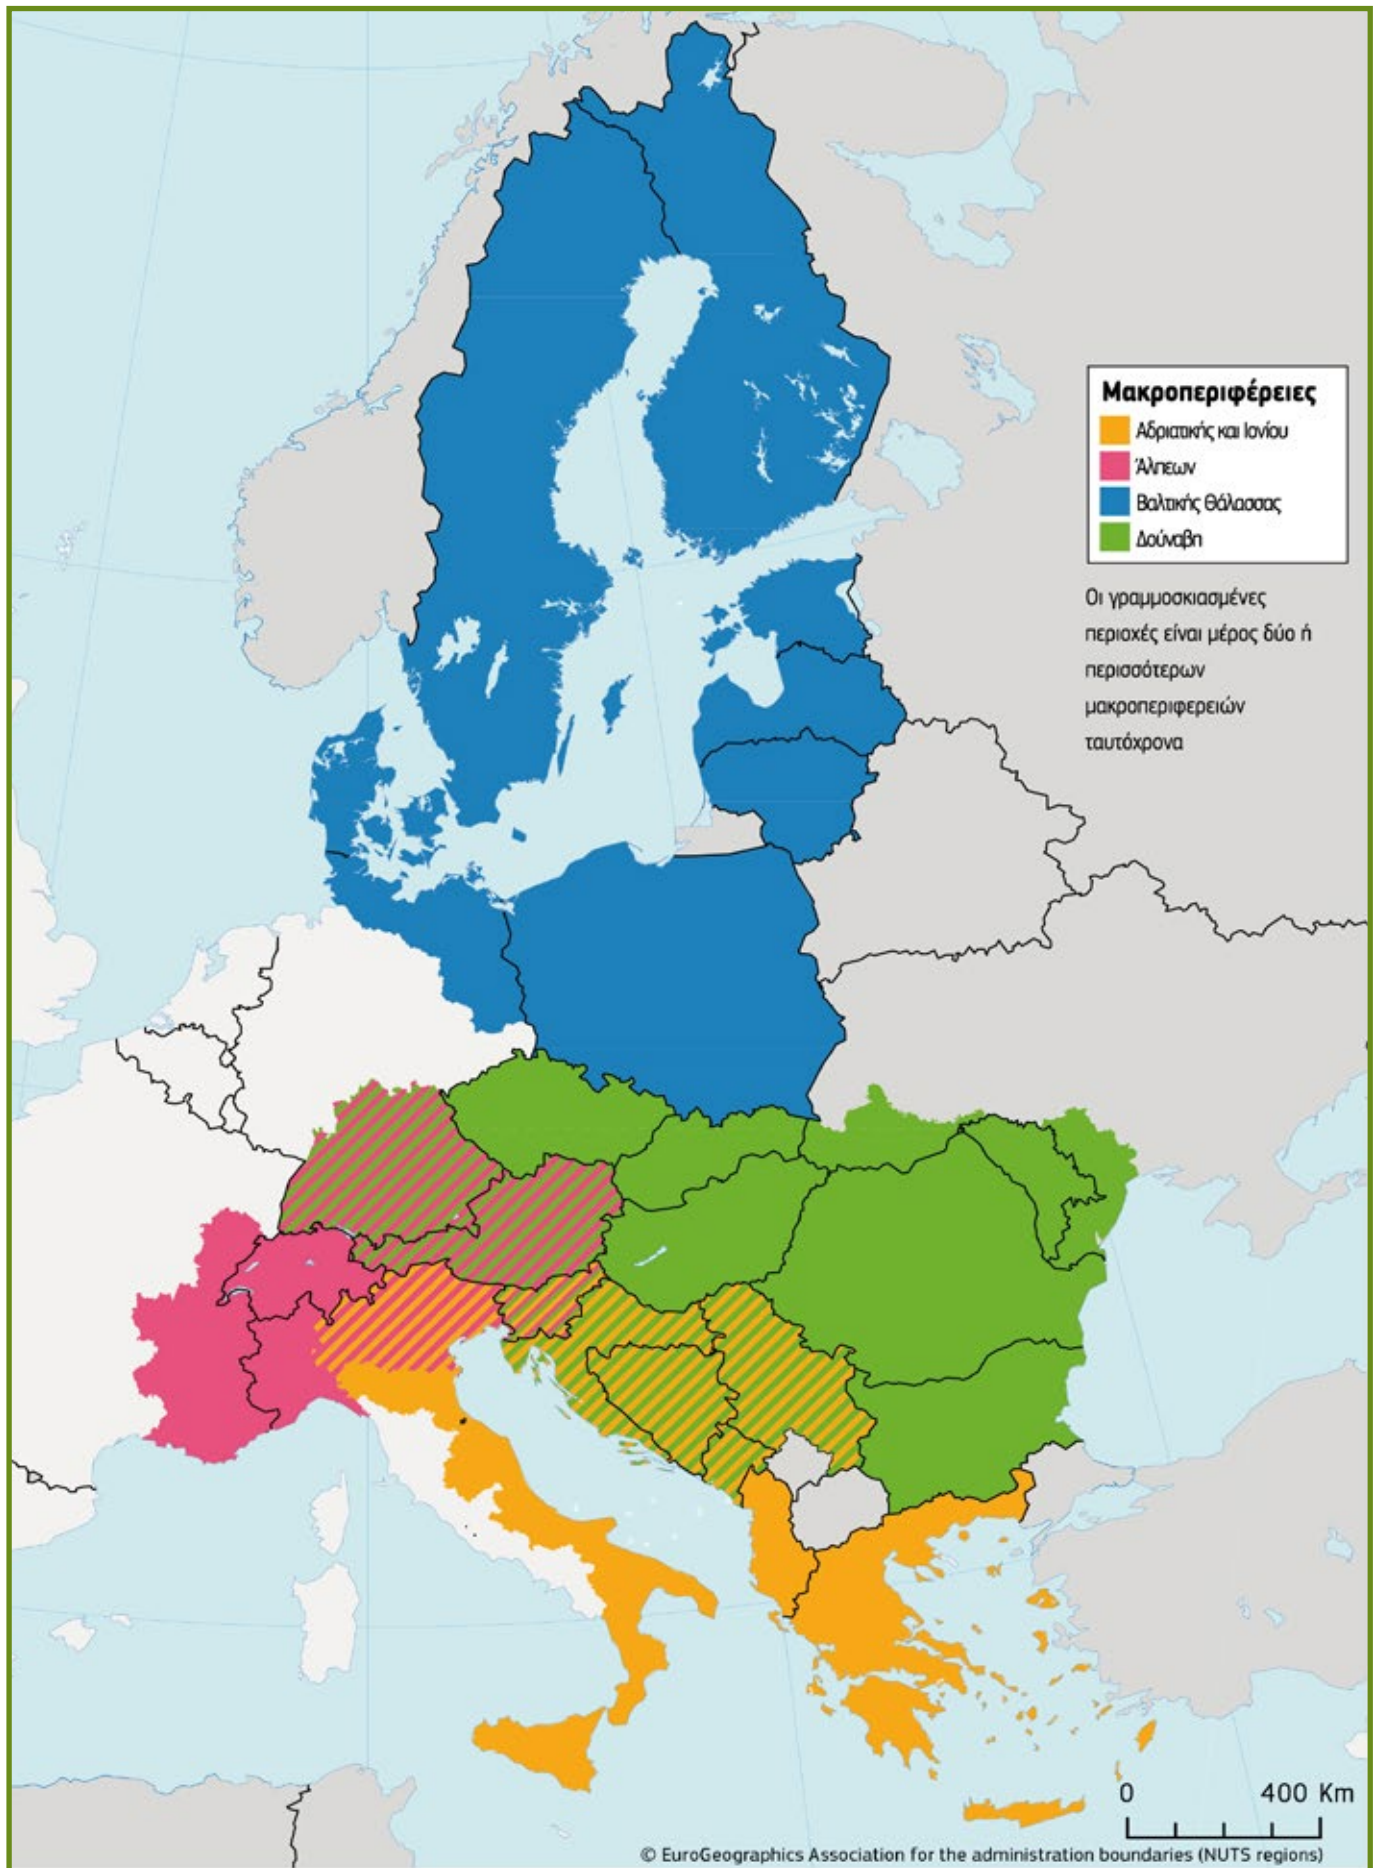 Μακροπεριφέρειες
Αδριατικής και Ιονίου
Άλπεων
Βαλτικής Θάλασσας
Δούναβη
Οι γραμμοσκιασμένες
περιοχές είναι μέρος δύο ή
περισσότερων
μακροπεριφερειών
ταυτόχρονα
0 400 Km
© EuroGeographics Association for the administration boundaries (NUTS regions)